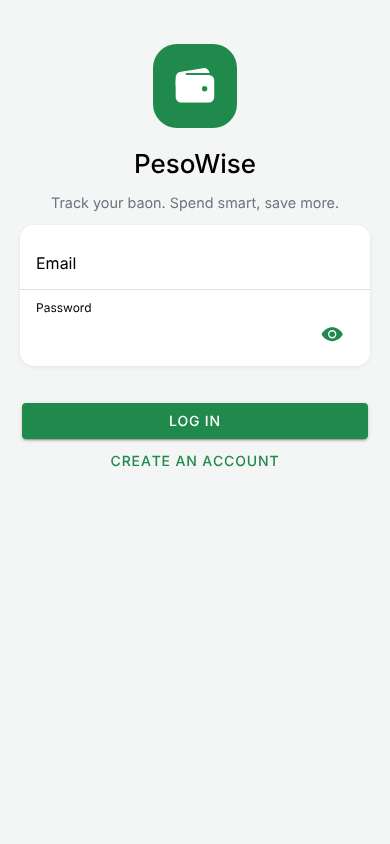 PesoWise
Track your baon. Spend smart, save more.
Email
Password
LOG IN
CREATE AN ACCOUNT